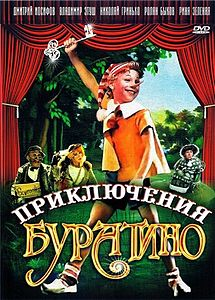 ДМИТРИЙ ИОСИФОВ ВЛАДИМИР ЭТУШ НИКОЛАЙ ГРИНЬКО РОЛАН БЫКОВ РИНА ЗЕЛЕНАЯ
DVD
ПРИКЛЮЧЕНИЯ
БУРАТИНО